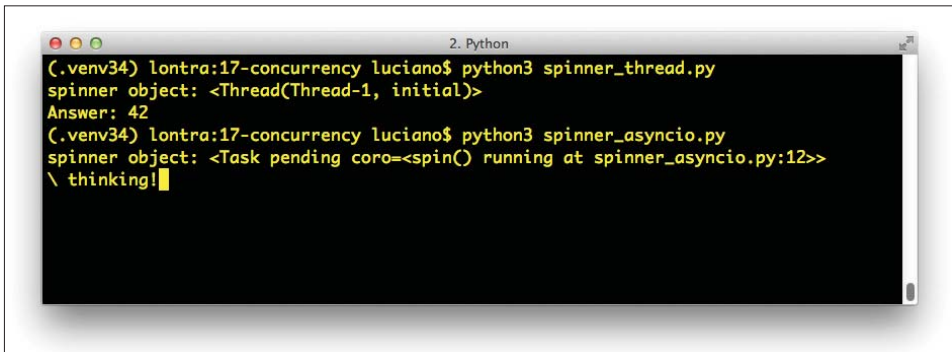 2. Python
(.venv34) lontra:17-concurrency luciano$ python3 spinner_thread.py
spinner object: <Thread(Thread-1, initial)>
Answer: 42
(.venv34) lontra:17-concurrency luciano$ python3 spinner_asyncio.py
spinner object: <Task pending coro=<spin() running at spinner_asyncio.py:12>>
\ thinking!